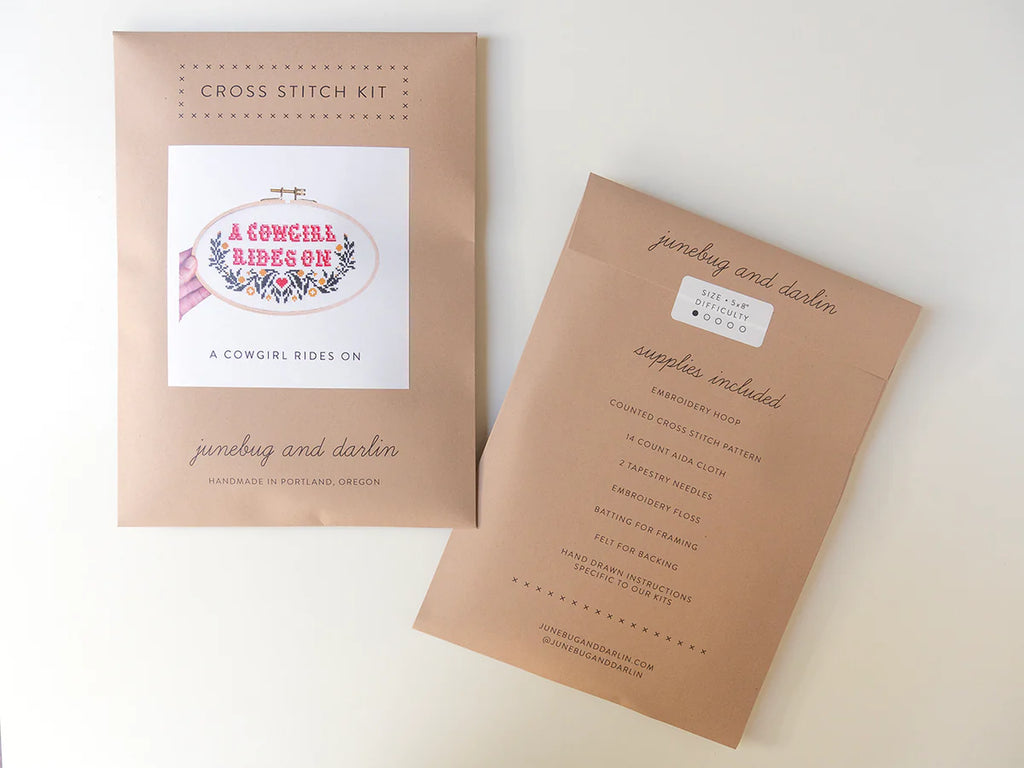 CROSS STITCH KIT
A COWGIRL
RIDES ON
A COWGIRL RIDES ON
junebug and darlin
HANDMADE IN PORTLAND, OREGON
junebug and darlin
SIZE • 5x8"
DIFFICULTY
supplies included
EMBROIDERY HOOP
COUNTED CROSS STITCH PATTERN
14 COUNT AIDA CLOTH
2 TAPESTRY NEEDLES
EMBROIDERY FLOSS
BATTING FOR FRAMING
FELT FOR BACKING
HAND DRAWN INSTRUCTIONS
SPECIFIC TO OUR KITS
JUNEBUGANDDARLIN.COM
@JUNEBUGANDDARLIN